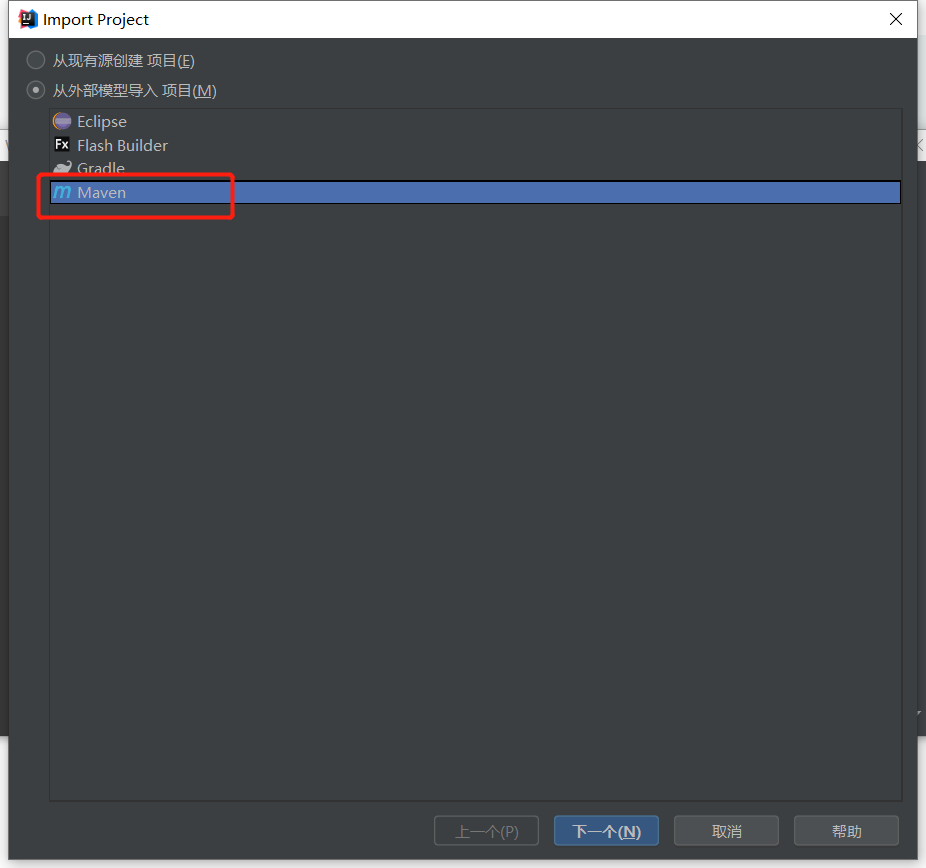 Import Project
从现有源创建 项目(E)
从外部模型导入 项目(M)
Eclipse
Fx Flash Builder
Gradle
m Maven
上一个(P) 下一个(N) 取消 帮助